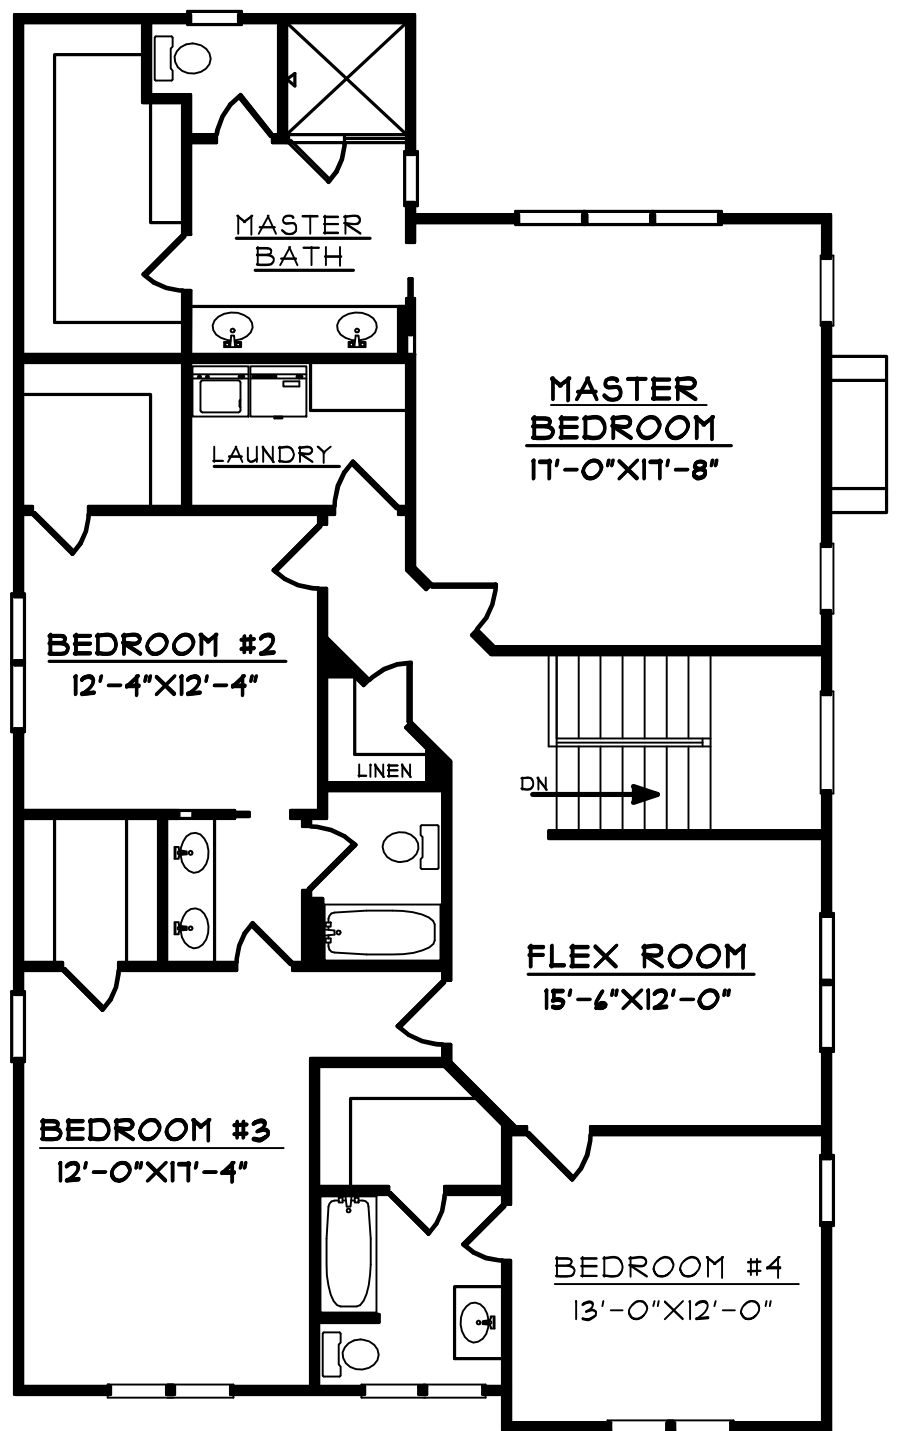 MASTER
BATH
MASTER
BEDROOM
17'-0"X17'-8"
LAUNDRY
BEDROOM #2
12'-4"X12'-4"
LINEN
DN
FLEX ROOM
15'-6"X12'-0"
BEDROOM #3
12'-0"X17'-4"
BEDROOM #4
13'-0"X12'-0"